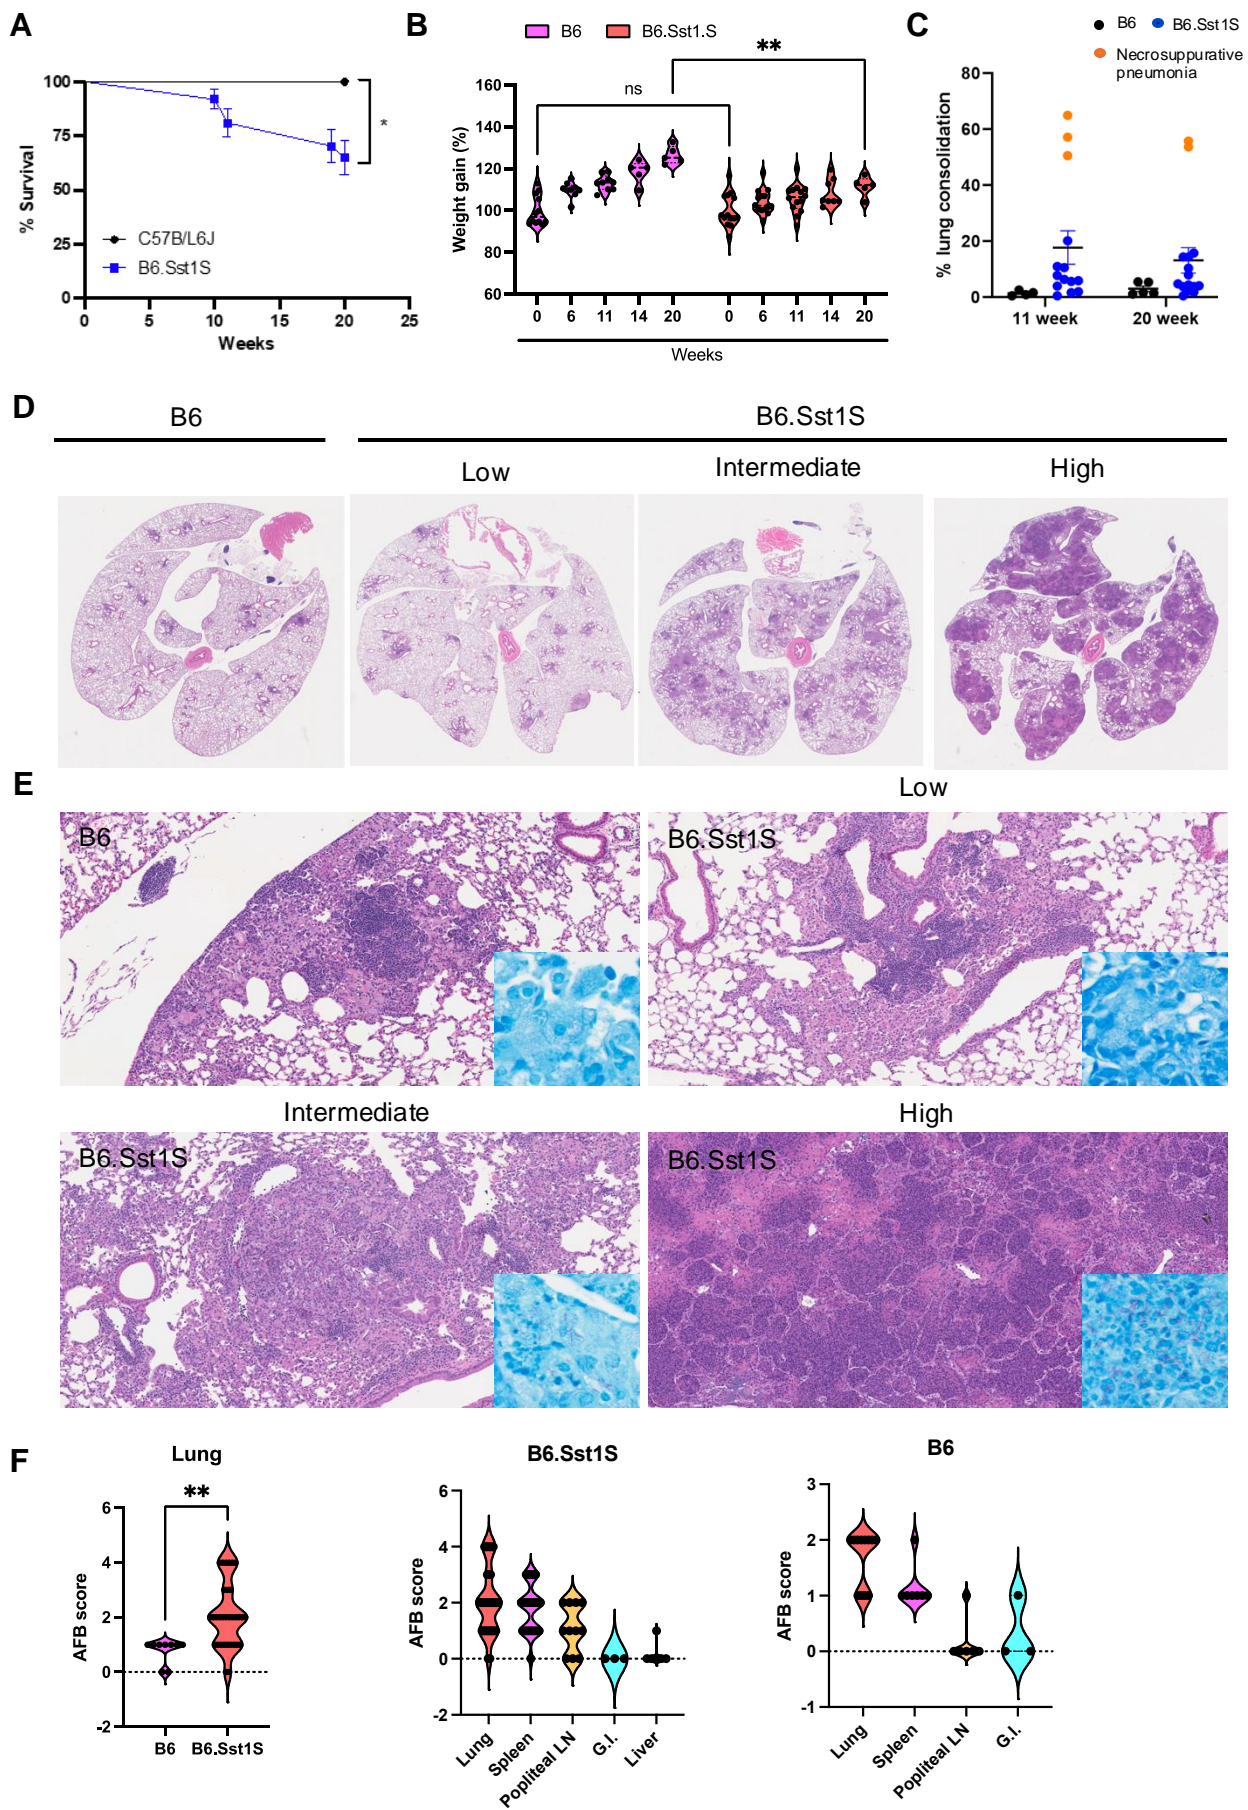 A
100
75
50
25
0
% Survival
*
C57B/L6J
B6.Sst1S
0 5 10 15 20 25
Weeks
B
B6 B6.Sst1.S
**
ns
160
140
120
100
80
60
Weight gain (%)
0 6 11 14 20 0 6 11 14 20
Weeks
C
B6 B6.Sst1S
Necrosuppurative
pneumonia
80
60
40
20
0
% lung consolidation
11 week 20 week
D
B6
B6.Sst1S
Low
Intermediate
High
E
Low
B6
B6.Sst1S
Intermediate
High
B6.Sst1S
B6.Sst1S
F
Lung
**
6
4
2
0
-2
AFB score
B6 B6.Sst1S
B6.Sst1S
6
4
2
0
-2
AFB score
Lung
Spleen
Popliteal LN
G.I.
Liver
B6
3
2
1
0
-1
AFB score
Lung
Spleen
Popliteal LN
G.I.